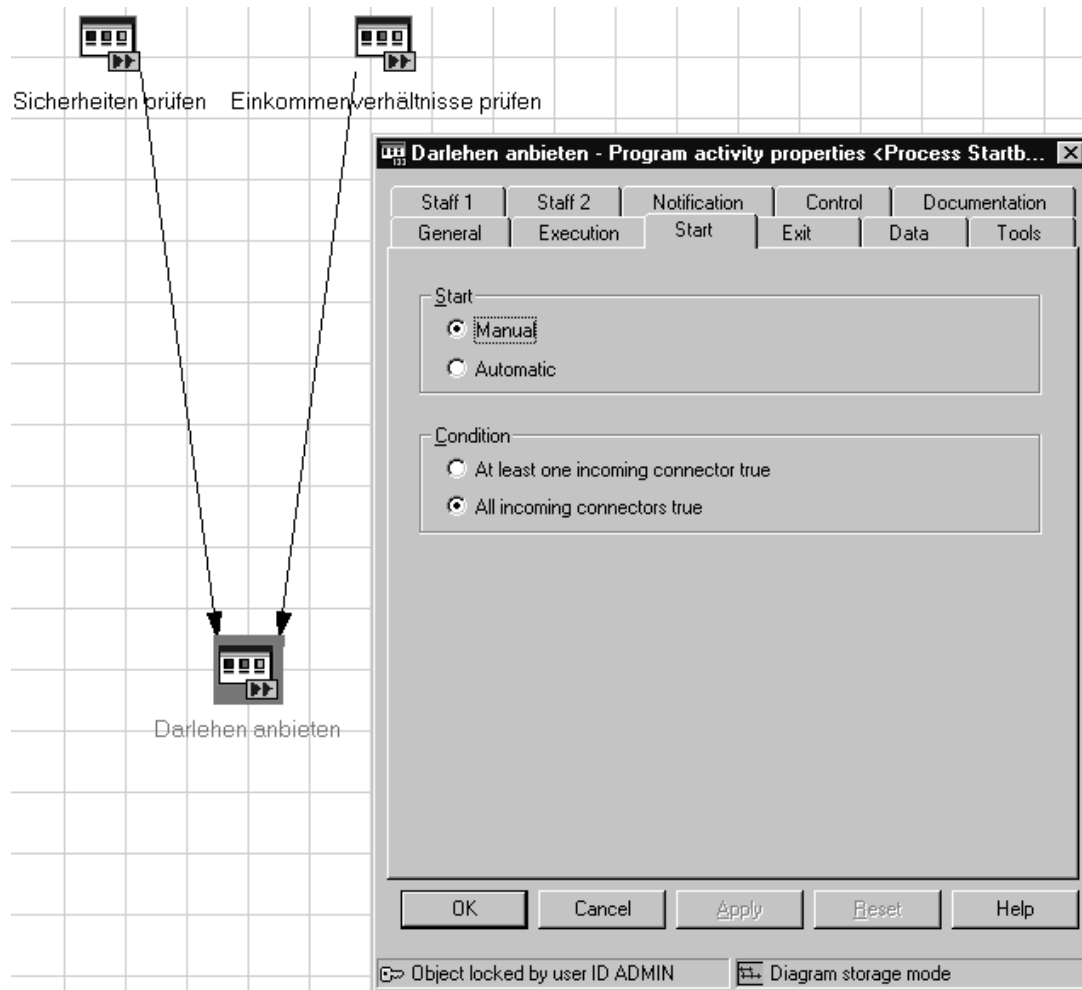 Sicherheiten prüfen
Einkommenverhältnisse prüfen
Darlehen anbieten - Program activity properties <Process Startb...
Staff 1
Staff 2
Notification
Control
Documentation
General
Execution
Start
Exit
Data
Tools
Start
Manual
Automatic
Condition
At least one incoming connector true
All incoming connectors true
Darlehen anbieten
OK
Cancel
Apply
Reset
Help
Object locked by user ID ADMIN
Diagram storage mode